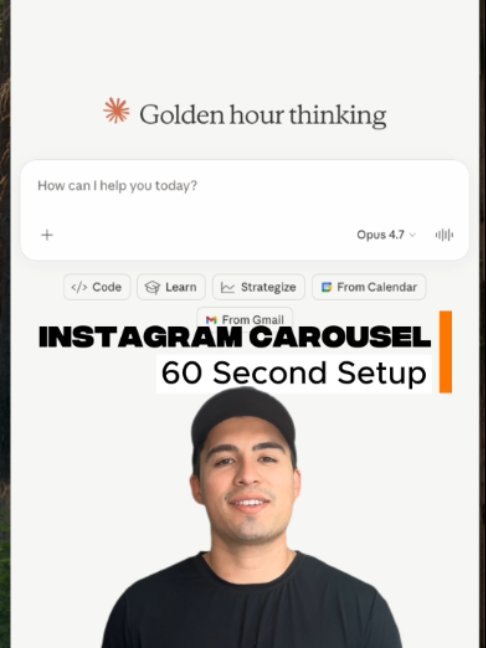 Golden hour thinking
How can I help you today?
+
Opus 4.7
</> Code
Learn
Strategize
From Calendar
From Gmail
INSTAGRAM CAROUSEL
60 Second Setup